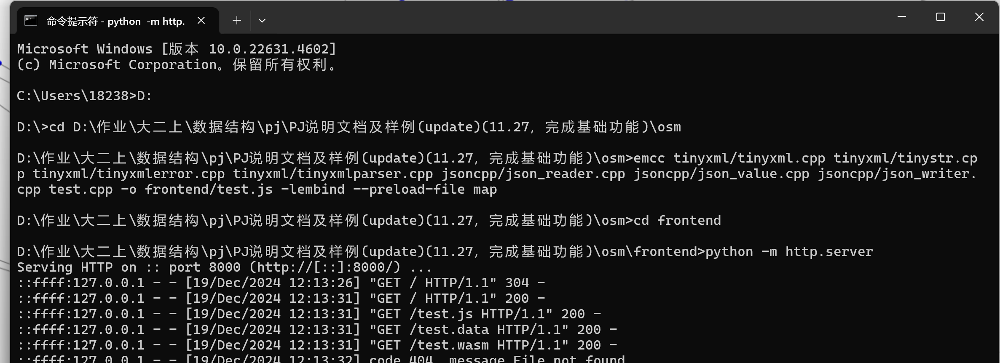 命令提示符 - python  -m http.
Microsoft Windows [版本 10.0.22631.4602]
(c) Microsoft Corporation。保留所有权利。
C:\Users\18238>D:
D:\>cd D:\作业\大二上\数据结构\pj\PJ说明文档及样例(update)(11.27，完成基础功能)\osm
D:\作业\大二上\数据结构\pj\PJ说明文档及样例(update)(11.27，完成基础功能)\osm>emcc tinyxml/tinyxml.cpp tinyxml/tinystr.cp
p tinyxml/tinyxmlerror.cpp tinyxml/tinyxmlparser.cpp jsoncpp/json_reader.cpp jsoncpp/json_value.cpp jsoncpp/json_writer.
cpp test.cpp -o frontend/test.js -lembind --preload-file map
D:\作业\大二上\数据结构\pj\PJ说明文档及样例(update)(11.27，完成基础功能)\osm>cd frontend
D:\作业\大二上\数据结构\pj\PJ说明文档及样例(update)(11.27，完成基础功能)\osm\frontend>python -m http.server
Serving HTTP on :: port 8000 (http://[::]:8000/) ...
::ffff:127.0.0.1 - - [19/Dec/2024 12:13:26] "GET / HTTP/1.1" 304 -
::ffff:127.0.0.1 - - [19/Dec/2024 12:13:31] "GET / HTTP/1.1" 200 -
::ffff:127.0.0.1 - - [19/Dec/2024 12:13:31] "GET /test.js HTTP/1.1" 200 -
::ffff:127.0.0.1 - - [19/Dec/2024 12:13:31] "GET /test.data HTTP/1.1" 200 -
::ffff:127.0.0.1 - - [19/Dec/2024 12:13:31] "GET /test.wasm HTTP/1.1" 200 -
::ffff:127.0.0.1 - - [19/Dec/2024 12:13:32] code 404, message File not found